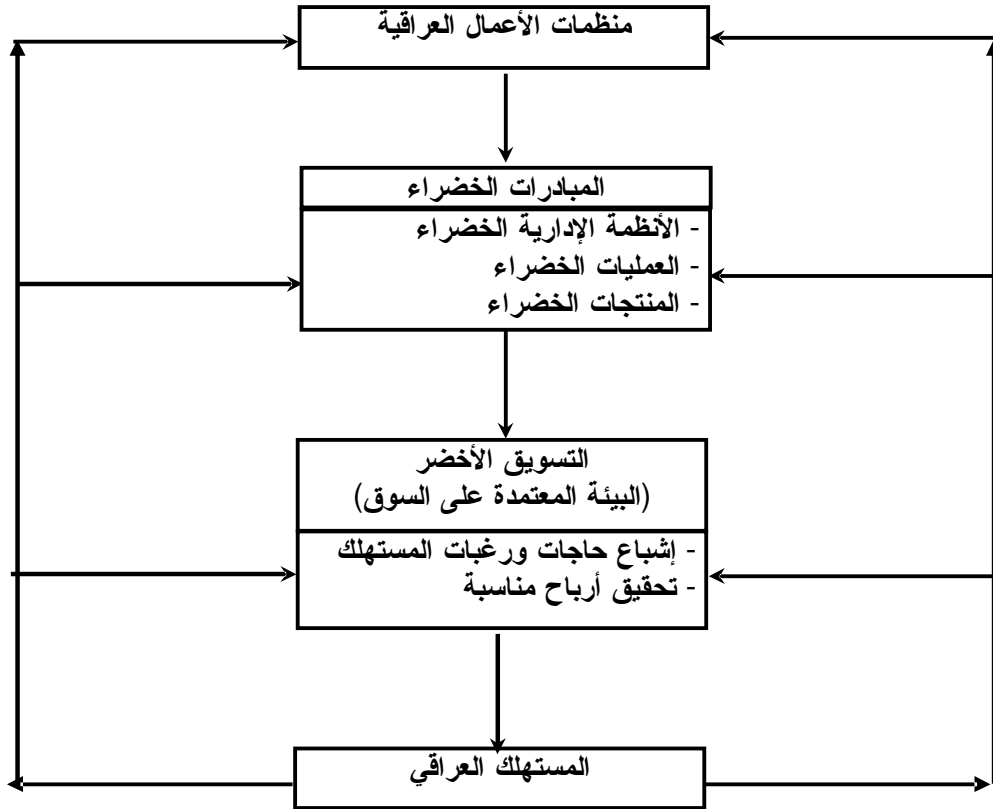 منظمات الأعمال العراقية
المبادرات الخضراء
- الأنظمة الإدارية الخضراء
- العمليات الخضراء
- المنتجات الخضراء
التسويق الأخضر
(البيئة المعتمدة على السوق)
- إشباع حاجات ورغبات المستهلك
- تحقيق أرباح مناسبة
المستهلك العراقي